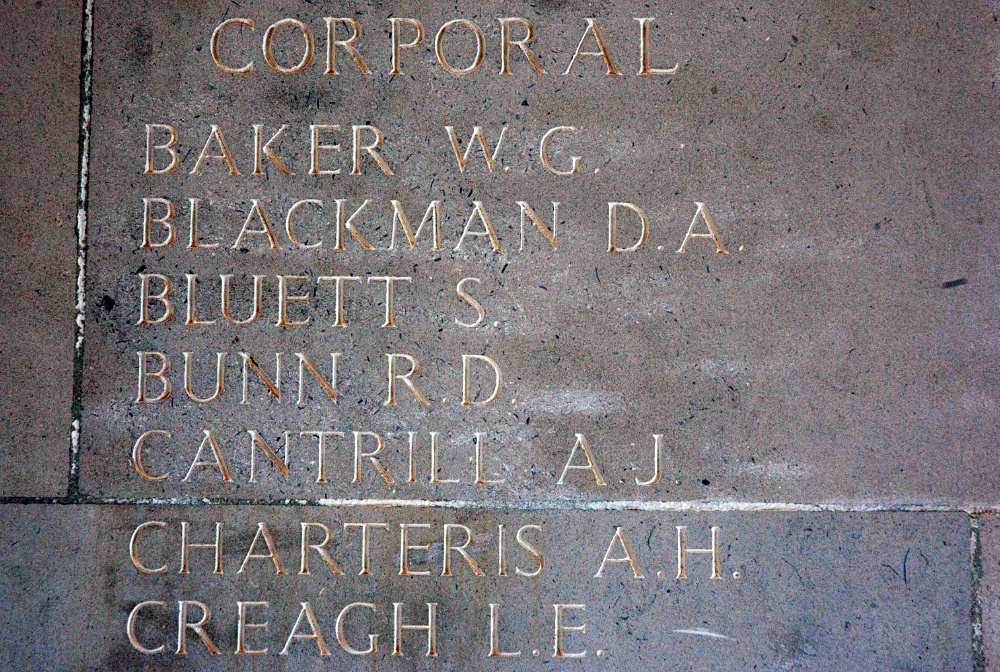 CORPORAL
BAKER W.G.
BLACKMAN D.A.
BLUETT S.
BUNN R.D.
CANTRILL A.J.
CHARTERIS A.H.
CREAGH L.E.